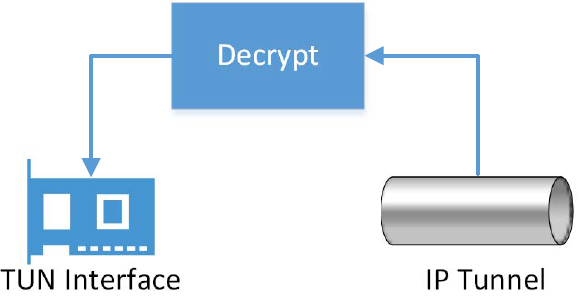 Decrypt
TUN Interface
IP Tunnel